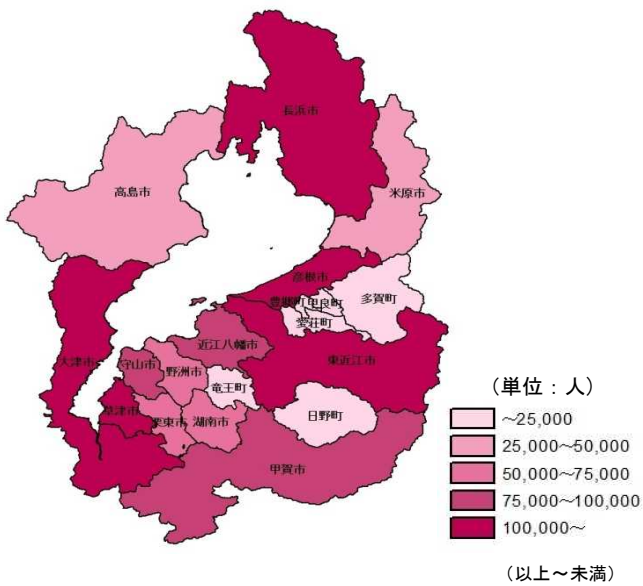 長浜市
高島市
米原市
彦根市
豊郷町
甲良町
多賀町
愛荘町
近江八幡市
東近江市
大津市
守山市
野洲市
竜王町
草津市
栗東市
湖南市
日野町
甲賀市
(単位：人)
～25,000
25,000～50,000
50,000～75,000
75,000～100,000
100,000～
(以上～未満)